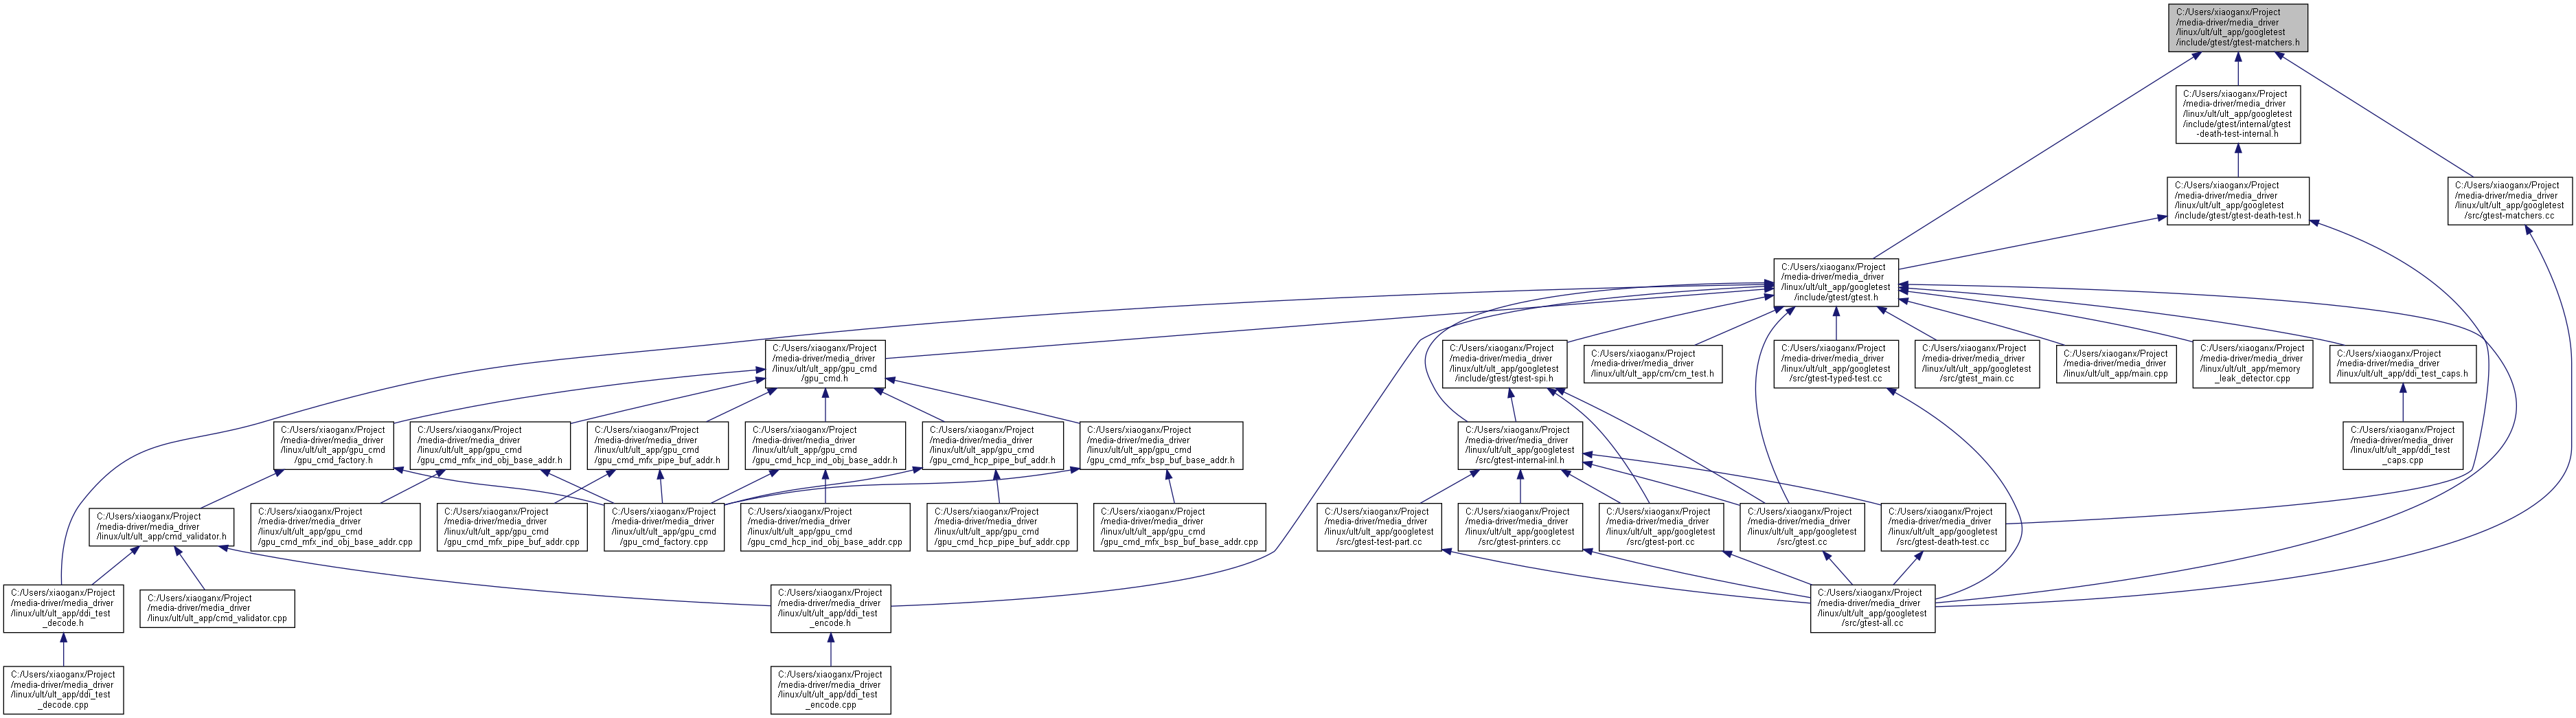 C:/Users/xiaoganx/Project
/media-driver/media_driver
/linux/ult/ult_app/googletest
/include/gtest/gtest-matchers.h
C:/Users/xiaoganx/Project
/media-driver/media_driver
/linux/ult/ult_app/googletest
/include/gtest/internal/gtest
-death-test-internal.h
C:/Users/xiaoganx/Project
/media-driver/media_driver
/linux/ult/ult_app/googletest
/include/gtest/gtest-death-test.h
C:/Users/xiaoganx/Project
/media-driver/media_driver
/linux/ult/ult_app/googletest
/src/gtest-matchers.cc
C:/Users/xiaoganx/Project
/media-driver/media_driver
/linux/ult/ult_app/googletest
/include/gtest/gtest.h
C:/Users/xiaoganx/Project
/media-driver/media_driver
/linux/ult/ult_app/gpu_cmd
/gpu_cmd.h
C:/Users/xiaoganx/Project
/media-driver/media_driver
/linux/ult/ult_app/googletest
/include/gtest/gtest-spi.h
C:/Users/xiaoganx/Project
/media-driver/media_driver
/linux/ult/ult_app/cm/cm_test.h
C:/Users/xiaoganx/Project
/media-driver/media_driver
/linux/ult/ult_app/googletest
/src/gtest-typed-test.cc
C:/Users/xiaoganx/Project
/media-driver/media_driver
/linux/ult/ult_app/googletest
/src/gtest_main.cc
C:/Users/xiaoganx/Project
/media-driver/media_driver
/linux/ult/ult_app/main.cpp
C:/Users/xiaoganx/Project
/media-driver/media_driver
/linux/ult/ult_app/memory
_leak_detector.cpp
C:/Users/xiaoganx/Project
/media-driver/media_driver
/linux/ult/ult_app/ddi_test_caps.h
C:/Users/xiaoganx/Project
/media-driver/media_driver
/linux/ult/ult_app/gpu_cmd
/gpu_cmd_factory.h
C:/Users/xiaoganx/Project
/media-driver/media_driver
/linux/ult/ult_app/gpu_cmd
/gpu_cmd_mfx_ind_obj_base_addr.h
C:/Users/xiaoganx/Project
/media-driver/media_driver
/linux/ult/ult_app/gpu_cmd
/gpu_cmd_mfx_pipe_buf_addr.h
C:/Users/xiaoganx/Project
/media-driver/media_driver
/linux/ult/ult_app/gpu_cmd
/gpu_cmd_hcp_ind_obj_base_addr.h
C:/Users/xiaoganx/Project
/media-driver/media_driver
/linux/ult/ult_app/gpu_cmd
/gpu_cmd_hcp_pipe_buf_addr.h
C:/Users/xiaoganx/Project
/media-driver/media_driver
/linux/ult/ult_app/gpu_cmd
/gpu_cmd_mfx_bsp_buf_base_addr.h
C:/Users/xiaoganx/Project
/media-driver/media_driver
/linux/ult/ult_app/googletest
/src/gtest-internal-inl.h
C:/Users/xiaoganx/Project
/media-driver/media_driver
/linux/ult/ult_app/ddi_test
_caps.cpp
C:/Users/xiaoganx/Project
/media-driver/media_driver
/linux/ult/ult_app/cmd_validator.h
C:/Users/xiaoganx/Project
/media-driver/media_driver
/linux/ult/ult_app/gpu_cmd
/gpu_cmd_mfx_ind_obj_base_addr.cpp
C:/Users/xiaoganx/Project
/media-driver/media_driver
/linux/ult/ult_app/gpu_cmd
/gpu_cmd_mfx_pipe_buf_addr.cpp
C:/Users/xiaoganx/Project
/media-driver/media_driver
/linux/ult/ult_app/gpu_cmd
/gpu_cmd_factory.cpp
C:/Users/xiaoganx/Project
/media-driver/media_driver
/linux/ult/ult_app/gpu_cmd
/gpu_cmd_hcp_ind_obj_base_addr.cpp
C:/Users/xiaoganx/Project
/media-driver/media_driver
/linux/ult/ult_app/gpu_cmd
/gpu_cmd_hcp_pipe_buf_addr.cpp
C:/Users/xiaoganx/Project
/media-driver/media_driver
/linux/ult/ult_app/gpu_cmd
/gpu_cmd_mfx_bsp_buf_base_addr.cpp
C:/Users/xiaoganx/Project
/media-driver/media_driver
/linux/ult/ult_app/googletest
/src/gtest-test-part.cc
C:/Users/xiaoganx/Project
/media-driver/media_driver
/linux/ult/ult_app/googletest
/src/gtest-printers.cc
C:/Users/xiaoganx/Project
/media-driver/media_driver
/linux/ult/ult_app/googletest
/src/gtest-port.cc
C:/Users/xiaoganx/Project
/media-driver/media_driver
/linux/ult/ult_app/googletest
/src/gtest.cc
C:/Users/xiaoganx/Project
/media-driver/media_driver
/linux/ult/ult_app/googletest
/src/gtest-death-test.cc
C:/Users/xiaoganx/Project
/media-driver/media_driver
/linux/ult/ult_app/ddi_test
_decode.h
C:/Users/xiaoganx/Project
/media-driver/media_driver
/linux/ult/ult_app/cmd_validator.cpp
C:/Users/xiaoganx/Project
/media-driver/media_driver
/linux/ult/ult_app/ddi_test
_encode.h
C:/Users/xiaoganx/Project
/media-driver/media_driver
/linux/ult/ult_app/googletest
/src/gtest-all.cc
C:/Users/xiaoganx/Project
/media-driver/media_driver
/linux/ult/ult_app/ddi_test
_decode.cpp
C:/Users/xiaoganx/Project
/media-driver/media_driver
/linux/ult/ult_app/ddi_test
_encode.cpp